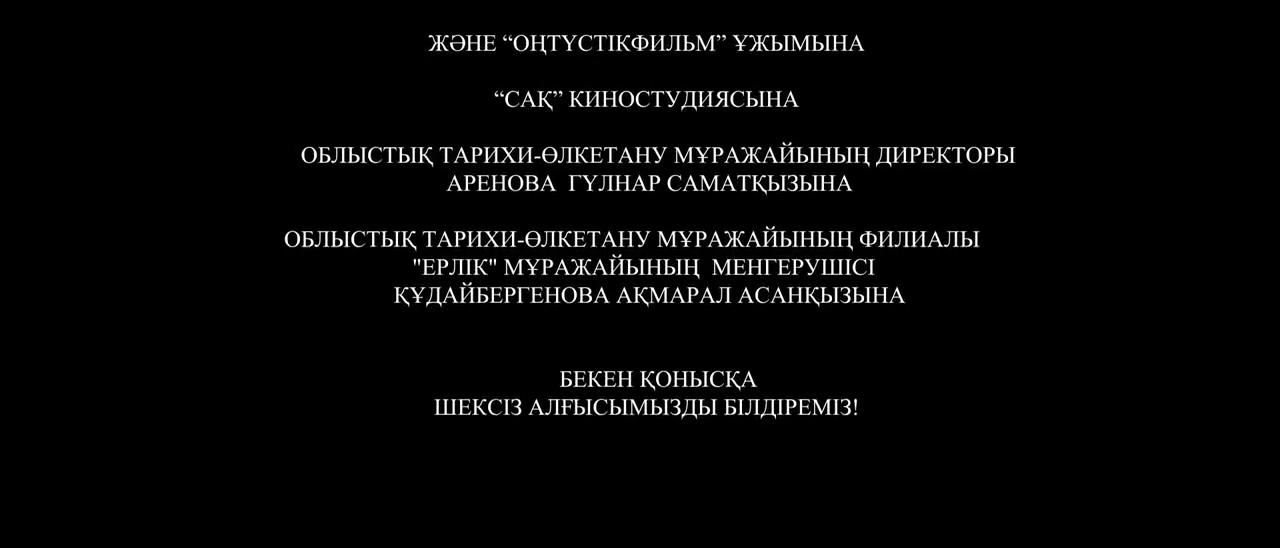 ЖӘНЕ “ОҢТҮСТІКФИЛЬМ” ҰЖЫМЫНА
“САҚ” КИНОСТУДИЯСЫНА
ОБЛЫСТЫҚ ТАРИХИ-ӨЛКЕТАНУ МҰРАЖАЙЫНЫҢ ДИРЕКТОРЫ
АРЕНОВА ГҮЛНАР САМАТҚЫЗЫНА
ОБЛЫСТЫҚ ТАРИХИ-ӨЛКЕТАНУ МҰРАЖАЙЫНЫҢ ФИЛИАЛЫ
"ЕРЛІК" МҰРАЖАЙЫНЫҢ МЕНГЕРУШІСІ
ҚҰДАЙБЕРГЕНОВА АҚМАРАЛ АСАНҚЫЗЫНА
БЕКЕН ҚОНЫСҚА
ШЕКСІЗ АЛҒЫСЫМЫЗДЫ БІЛДІРЕМІЗ!